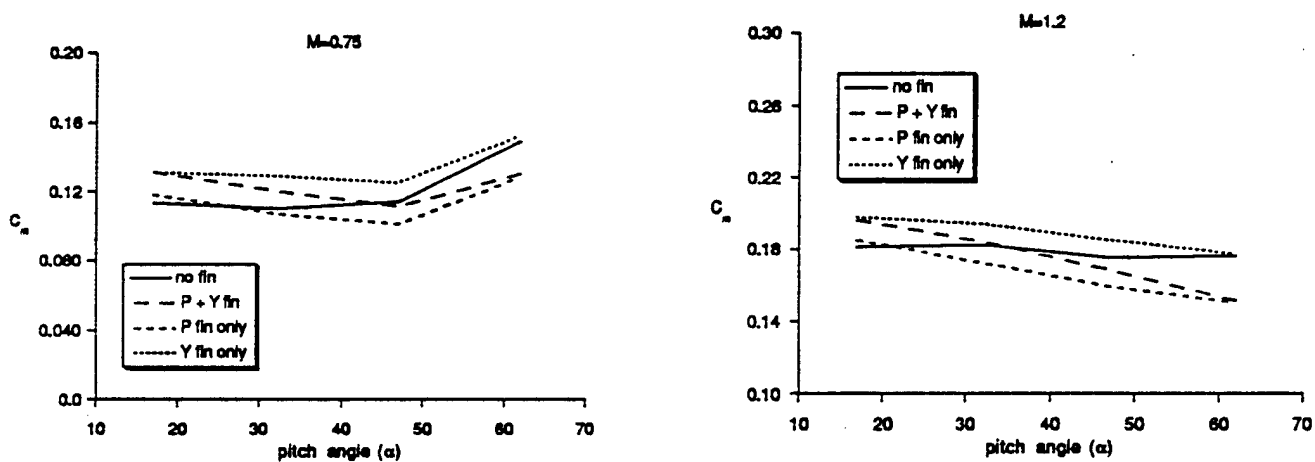 M=0.75
0.20
0.16
0.12
Cm
0.080
0.040
0.0
no fin
P + Y fin
P fin only
Y fin only
10 20 30 40 50 60 70
pitch angle (α)
M=1.2
0.30
0.26
0.22
Cm
0.18
0.14
0.10
no fin
P + Y fin
P fin only
Y fin only
10 20 30 40 50 60 70
pitch angle (α)